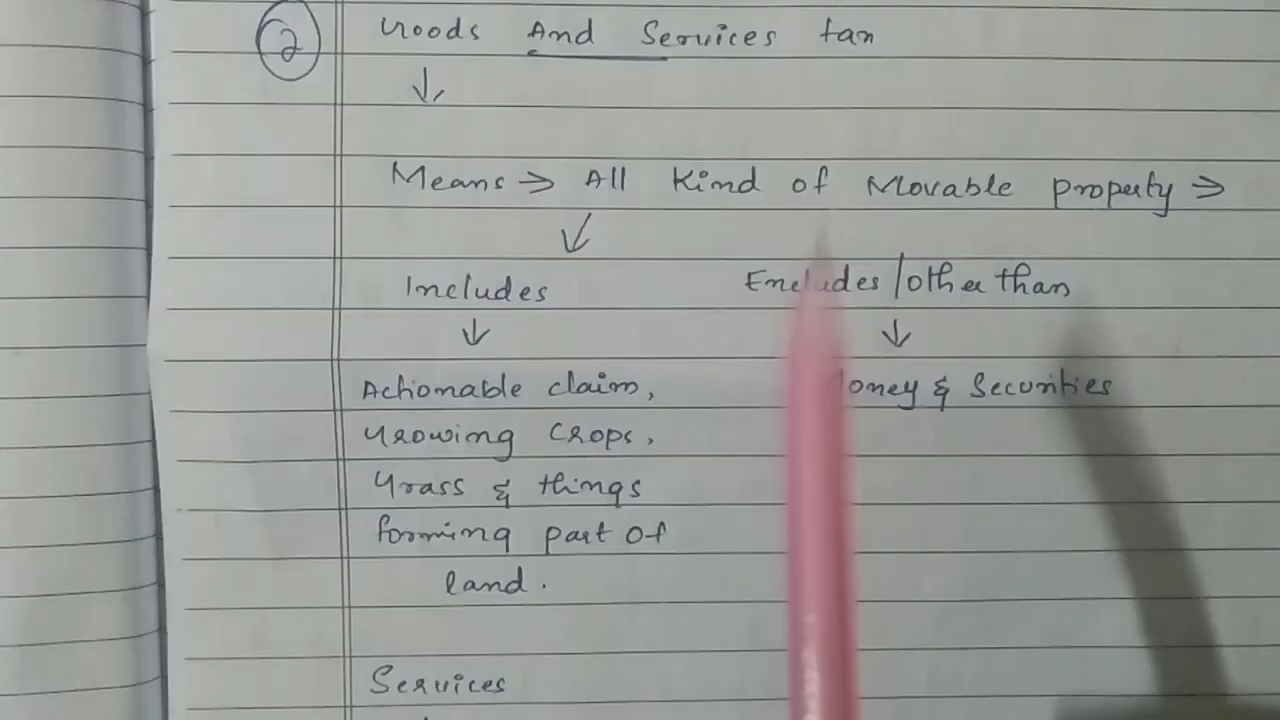 2 Goods And Services tax
Means ⇒ All Kind of Movable property ⇒
Includes Excludes / other than
Actionable claim, Money & Securities
Growing Crops,
Grass & things
forming part of
land.
Services